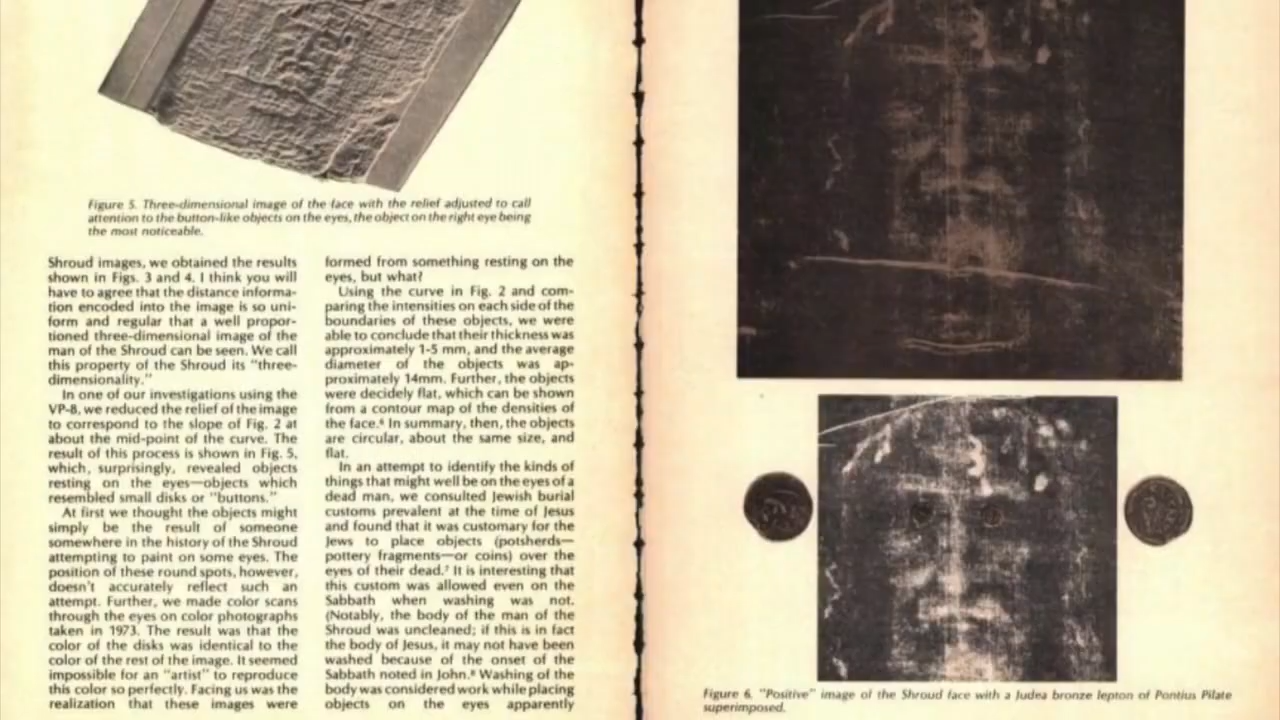 Figure 5. Three-dimensional image of the face with the relief adjusted to call
attention to the button-like objects on the eyes, the object on the right eye being
the most noticeable.
Shroud images, we obtained the results
shown in Figs. 3 and 4. I think you will
have to agree that the distance informa-
tion encoded into the image is so uni-
form and regular that a well propor-
tioned three-dimensional image of the
man of the Shroud can be seen. We call
this property of the Shroud its "three-
dimensionality."
In one of our investigations using the
VP-8, we reduced the relief of the image
to correspond to the slope of Fig. 2 at
about the mid-point of the curve. The
result of this process is shown in Fig. 5,
which, surprisingly, revealed objects
resting on the eyes—objects which
resembled small disks or "buttons."
At first we thought the objects might
simply be the result of someone
somewhere in the history of the Shroud
attempting to paint on some eyes. The
position of these round spots, however,
doesn't accurately reflect such an
attempt. Further, we made color scans
through the eyes on color photographs
taken in 1973. The result was that the
color of the disks was identical to the
color of the rest of the image. It seemed
impossible for an "artist" to reproduce
this color so perfectly. Facing us was the
realization that these images were
formed from something resting on the
eyes, but what?
Using the curve in Fig. 2 and com-
paring the intensities on each side of the
boundaries of these objects, we were
able to conclude that their thickness was
approximately 1-5 mm, and the average
diameter of the objects was ap-
proximately 14mm. Further, the objects
were decidely flat, which can be shown
from a contour map of the densities of
the face.⁶ In summary, then, the objects
are circular, about the same size, and
flat.
In an attempt to identify the kinds of
things that might well be on the eyes of a
dead man, we consulted Jewish burial
customs prevalent at the time of Jesus
and found that it was customary for the
Jews to place objects (potsherds—
pottery fragments—or coins) over the
eyes of their dead.⁷ It is interesting that
this custom was allowed even on the
Sabbath when washing was not.
(Notably, the body of the man of the
Shroud was uncleaned; if this is in fact
the body of Jesus, it may not have been
washed because of the onset of the
Sabbath noted in John.⁸ Washing of the
body was considered work while placing
objects on the eyes apparently
Figure 6. "Positive" image of the Shroud face with a Judea bronze lepton of Pontius Pilate
superimposed.